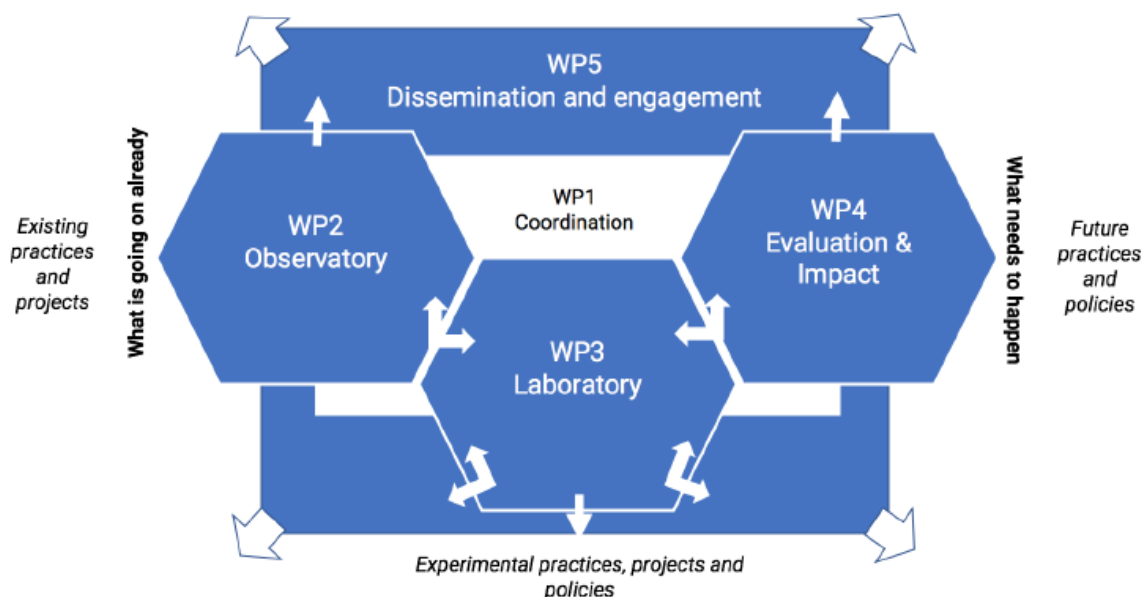 WP5
Dissemination and engagement
What is going on already
What needs to happen
WP1
Coordination
WP2
Observatory
WP4
Evaluation &
Impact
Existing
practices
and
projects
Future
practices
and
policies
WP3
Laboratory
Experimental practices, projects and
policies